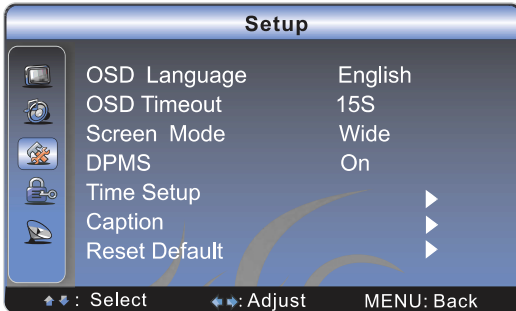 Setup
OSD Language English
OSD Timeout 15S
Screen Mode Wide
DPMS On
Time Setup
Caption
Reset Default
: Select : Adjust MENU: Back